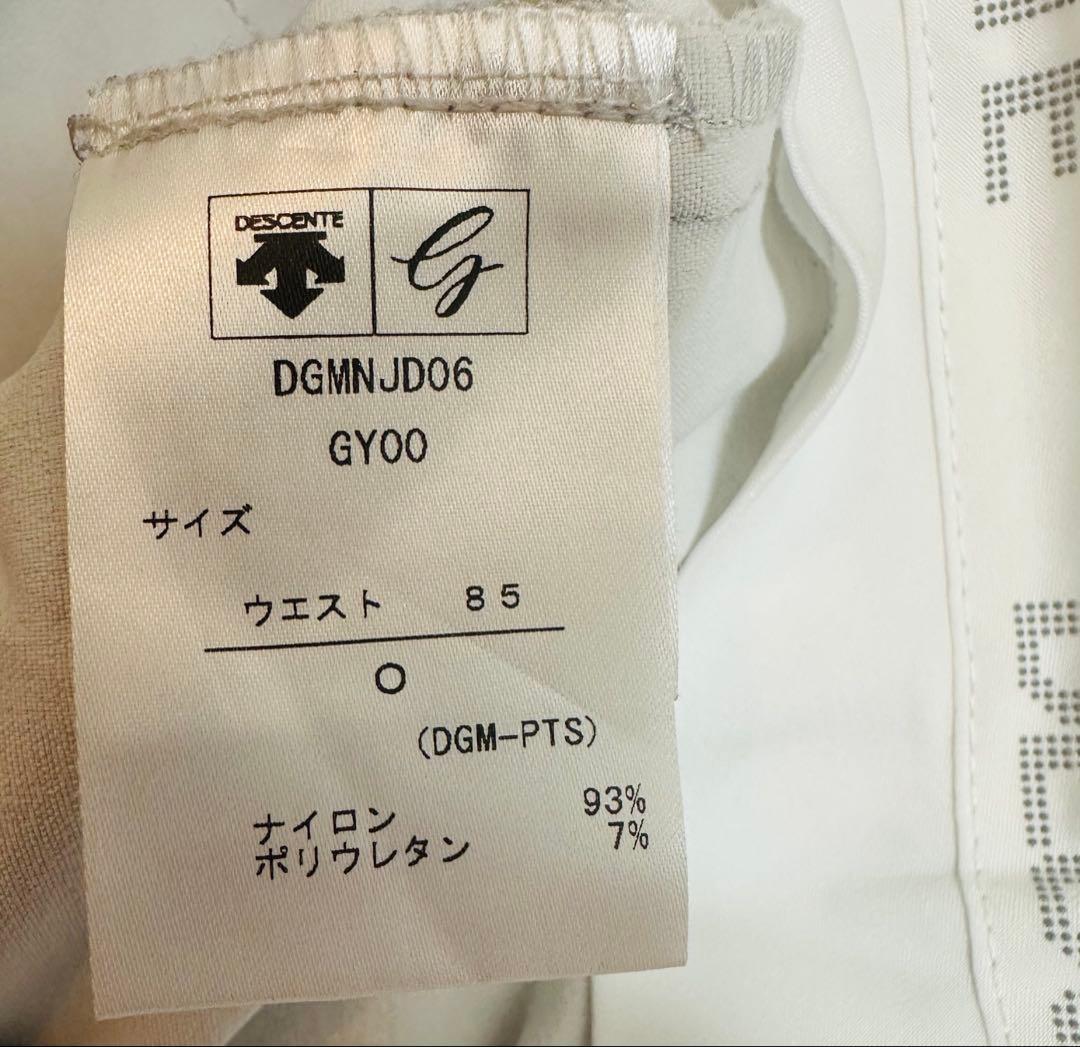 DESCENTE
G
DGMNJD06
GY00
サイズ
ウエスト 85
O
(DGM-PTS)
ナイロン 93%
ポリウレタン 7%